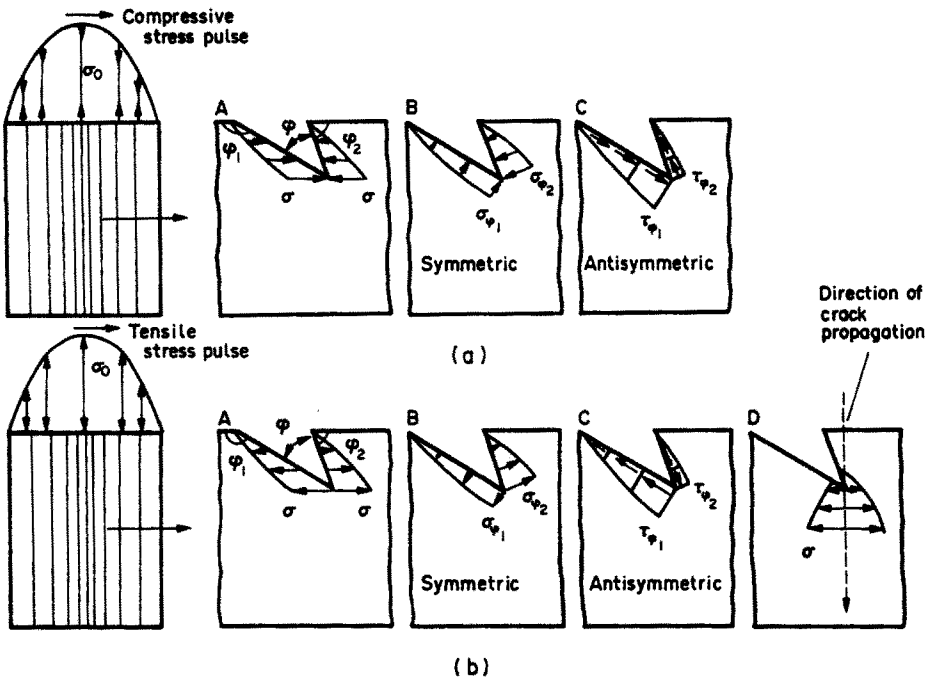 Compressive
stress pulse
σ₀
A
φ₁
φ
φ₂
σ
σ
B
σφ₁
σφ₂
Symmetric
C
τφ₁
τφ₂
Antisymmetric
(a)
Tensile
stress pulse
σ₀
A
φ₁
φ
φ₂
σ
σ
B
σφ₁
σφ₂
Symmetric
C
τφ₁
τφ₂
Antisymmetric
Direction of
crack
propagation
D
σ
(b)